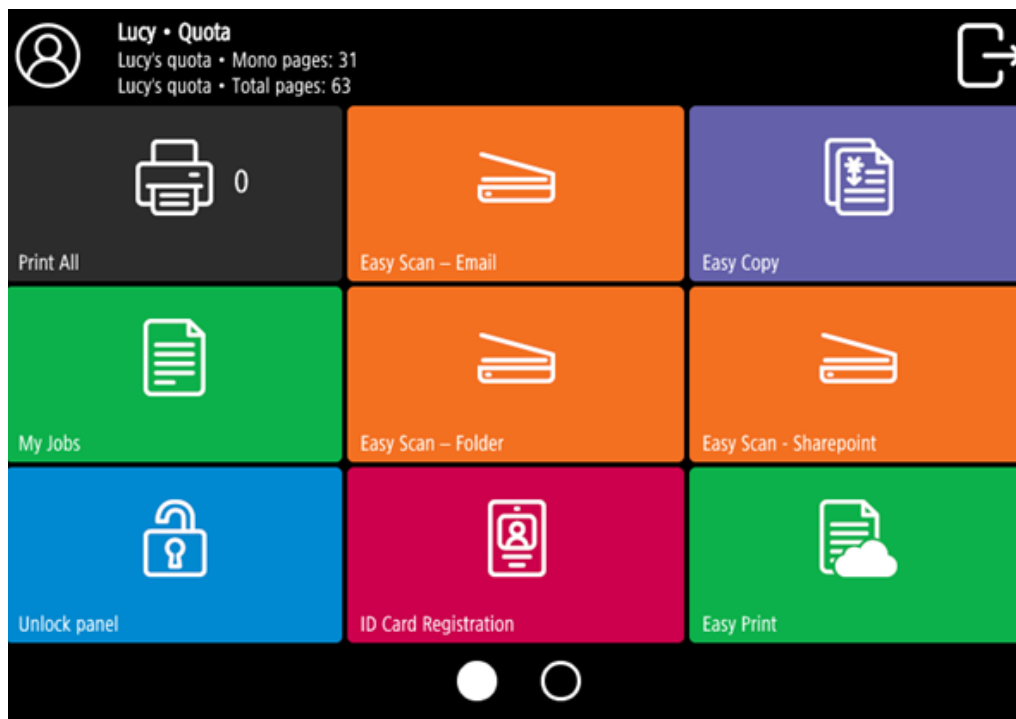 Lucy • Quota
Lucy's quota • Mono pages: 31
Lucy's quota • Total pages: 63
0
Print All
Easy Scan – Email
Easy Copy
My Jobs
Easy Scan – Folder
Easy Scan - Sharepoint
Unlock panel
ID Card Registration
Easy Print